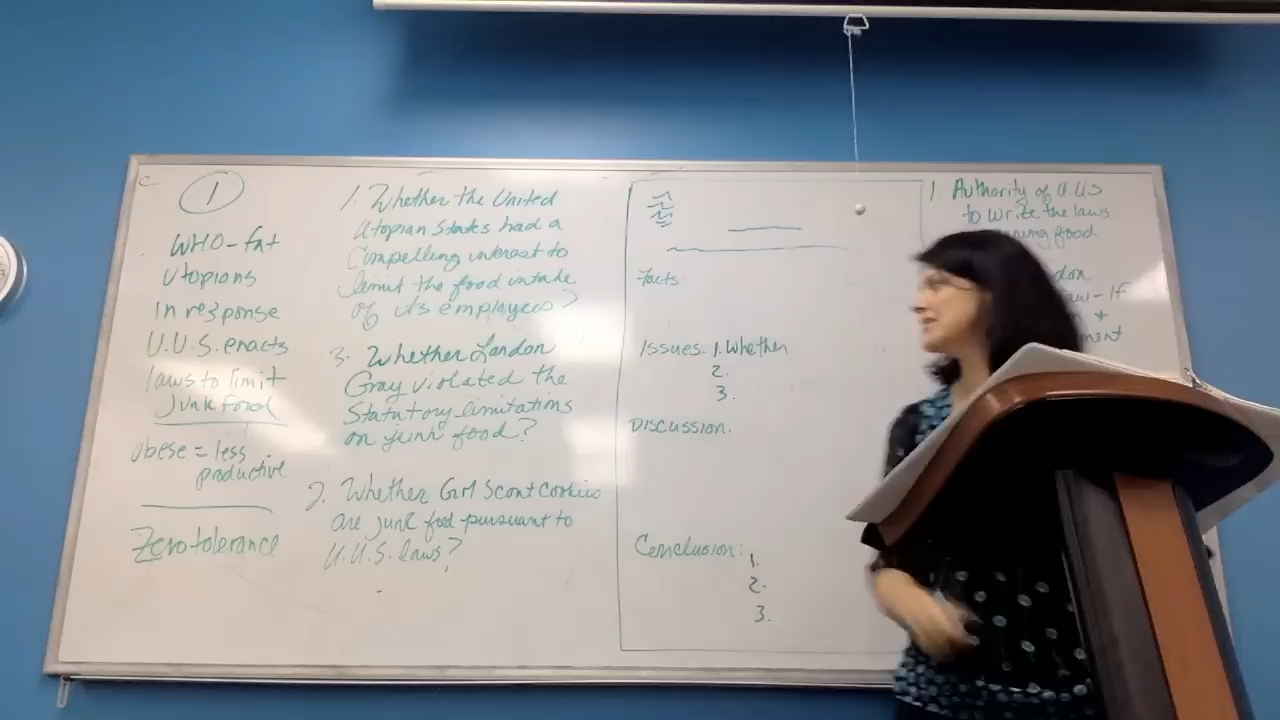 C
1
WHO-fat
Utopians
In response
U.U.S. enacts
laws to limit
Junk food
obese = less
productive
Zero tolerance
1. Whether the United
Utopian States had a
Compelling interest to
limit the food intake
of its employees?
3. Whether London
Gray violated the
Statutory limitations
on junk food?
2. Whether Girl Scout Cookies
are junk food pursuant to
U.U.S. laws?
Facts:
Issues. 1. Whether
2.
3.
Discussion.
Conclusion:
1.
2.
3.
1. Authority of U.U.S
to write the laws
food